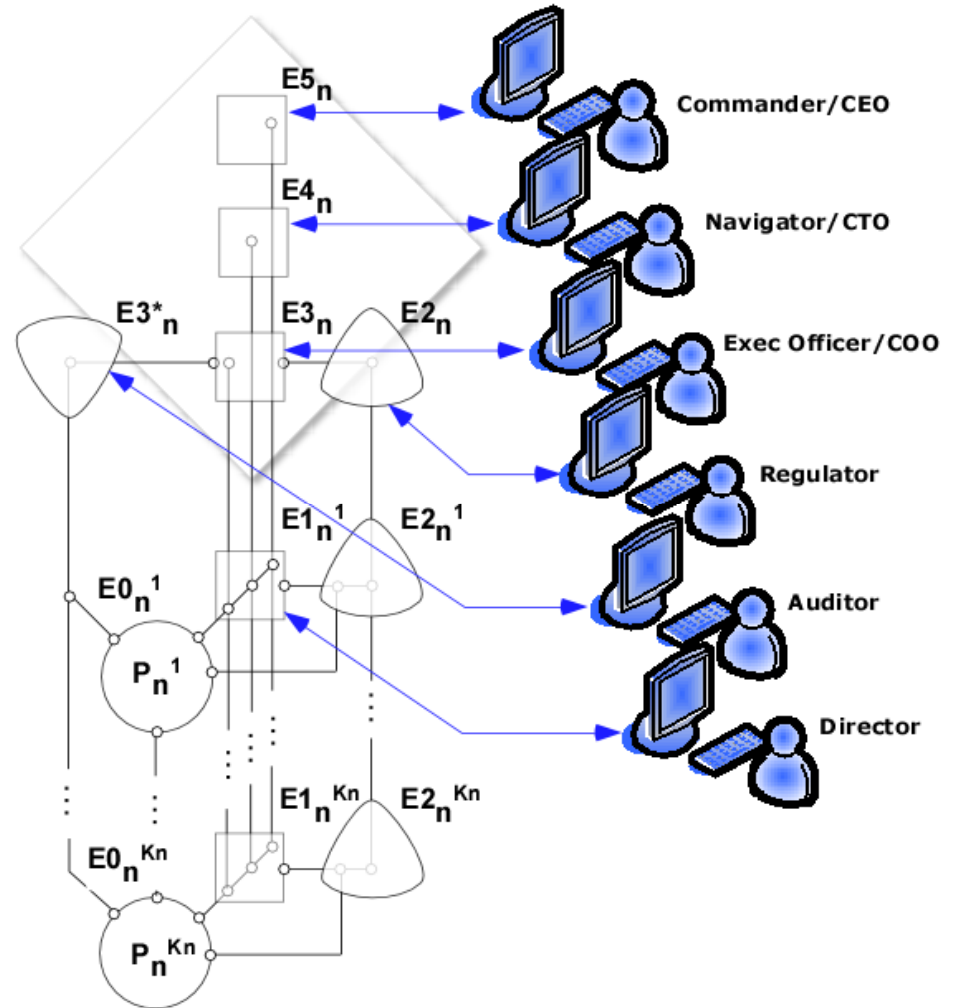 E5n
Commander/CEO
E4n
Navigator/CTO
E3*n
E3n
E2n
Exec Officer/COO
Regulator
E1n1
E2n1
E0n1
Auditor
Pn1
Director
E1nKn
E2nKn
E0nKn
PnKn